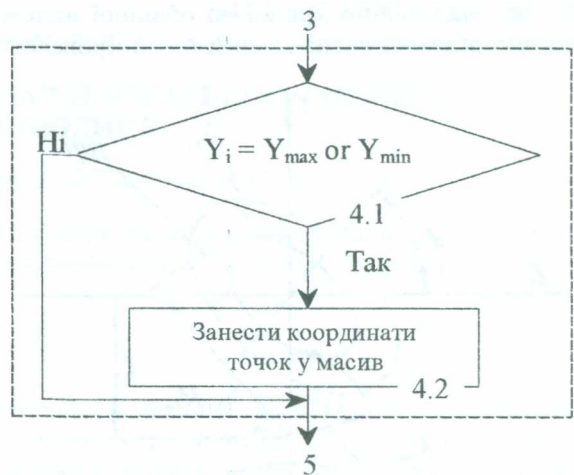 3
Ні
Yᵢ = Yₘₐₓ or Yₘᵢₙ
4.1
Так
Занести координати
точок у масив
4.2
5